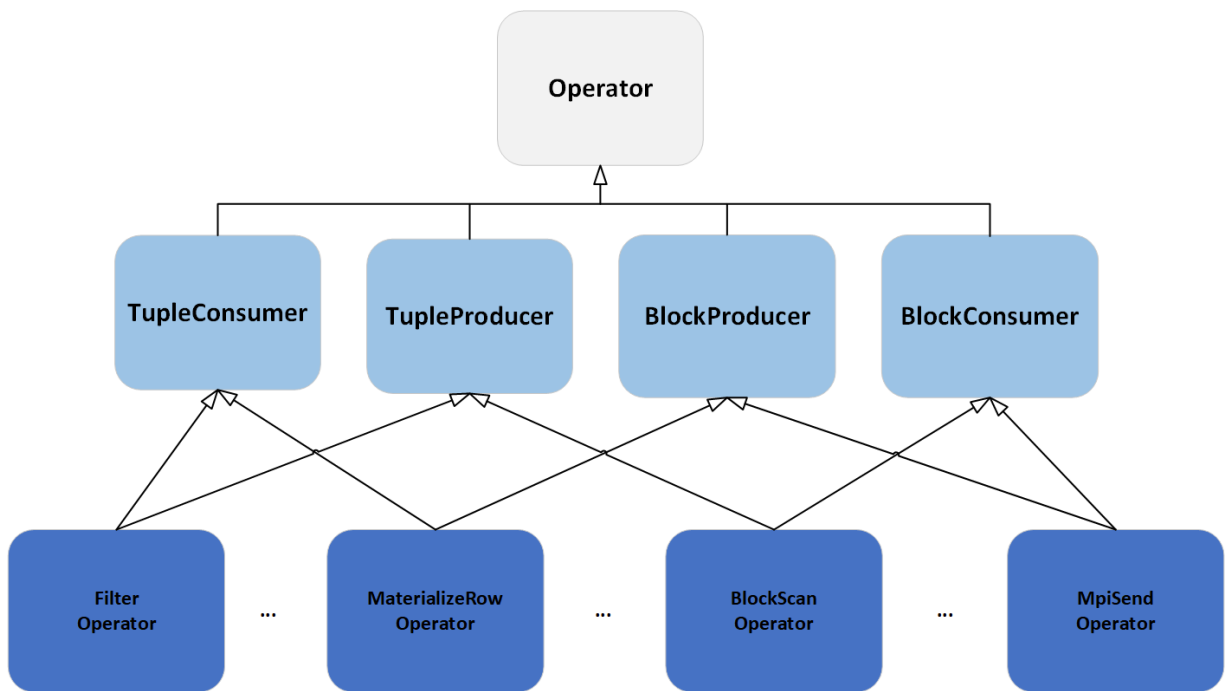 Operator
TupleConsumer
TupleProducer
BlockProducer
BlockConsumer
Filter
Operator
...
MaterializeRow
Operator
...
BlockScan
Operator
...
MpiSend
Operator